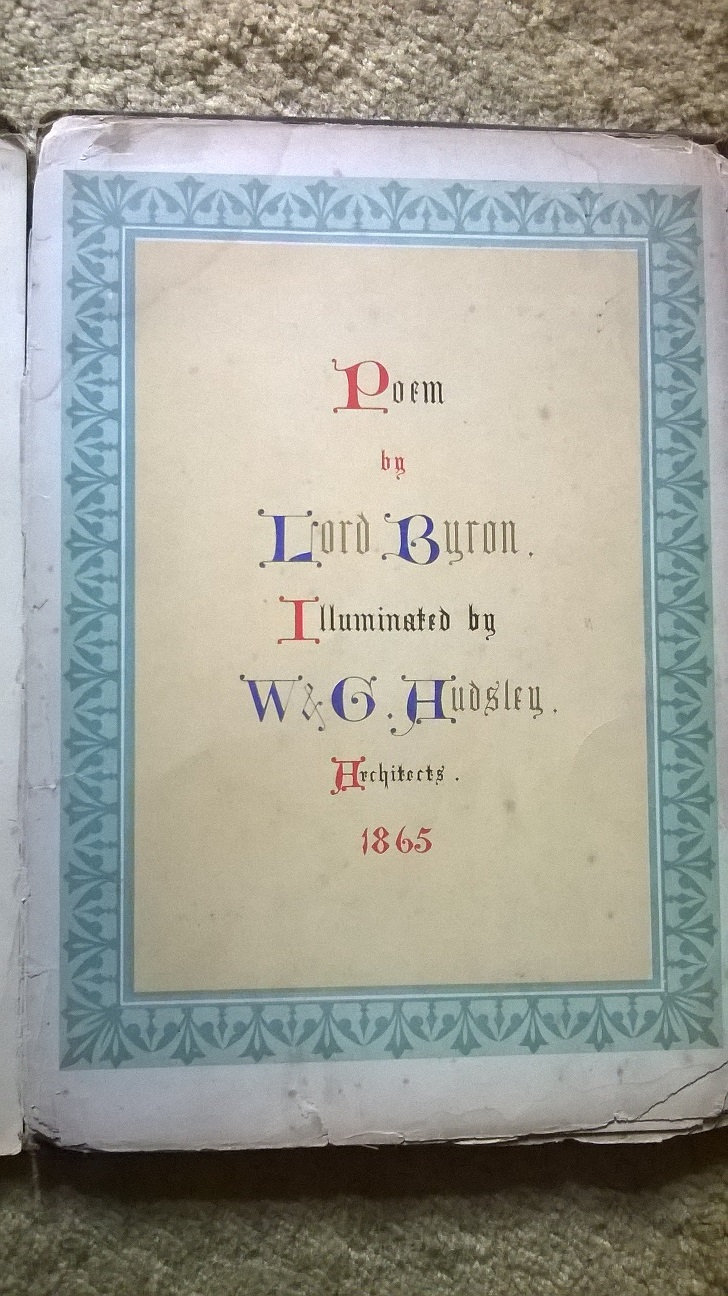 Poem
by
Lord Byron.
Illuminated by
W & G. Audsley.
Architects.
1865